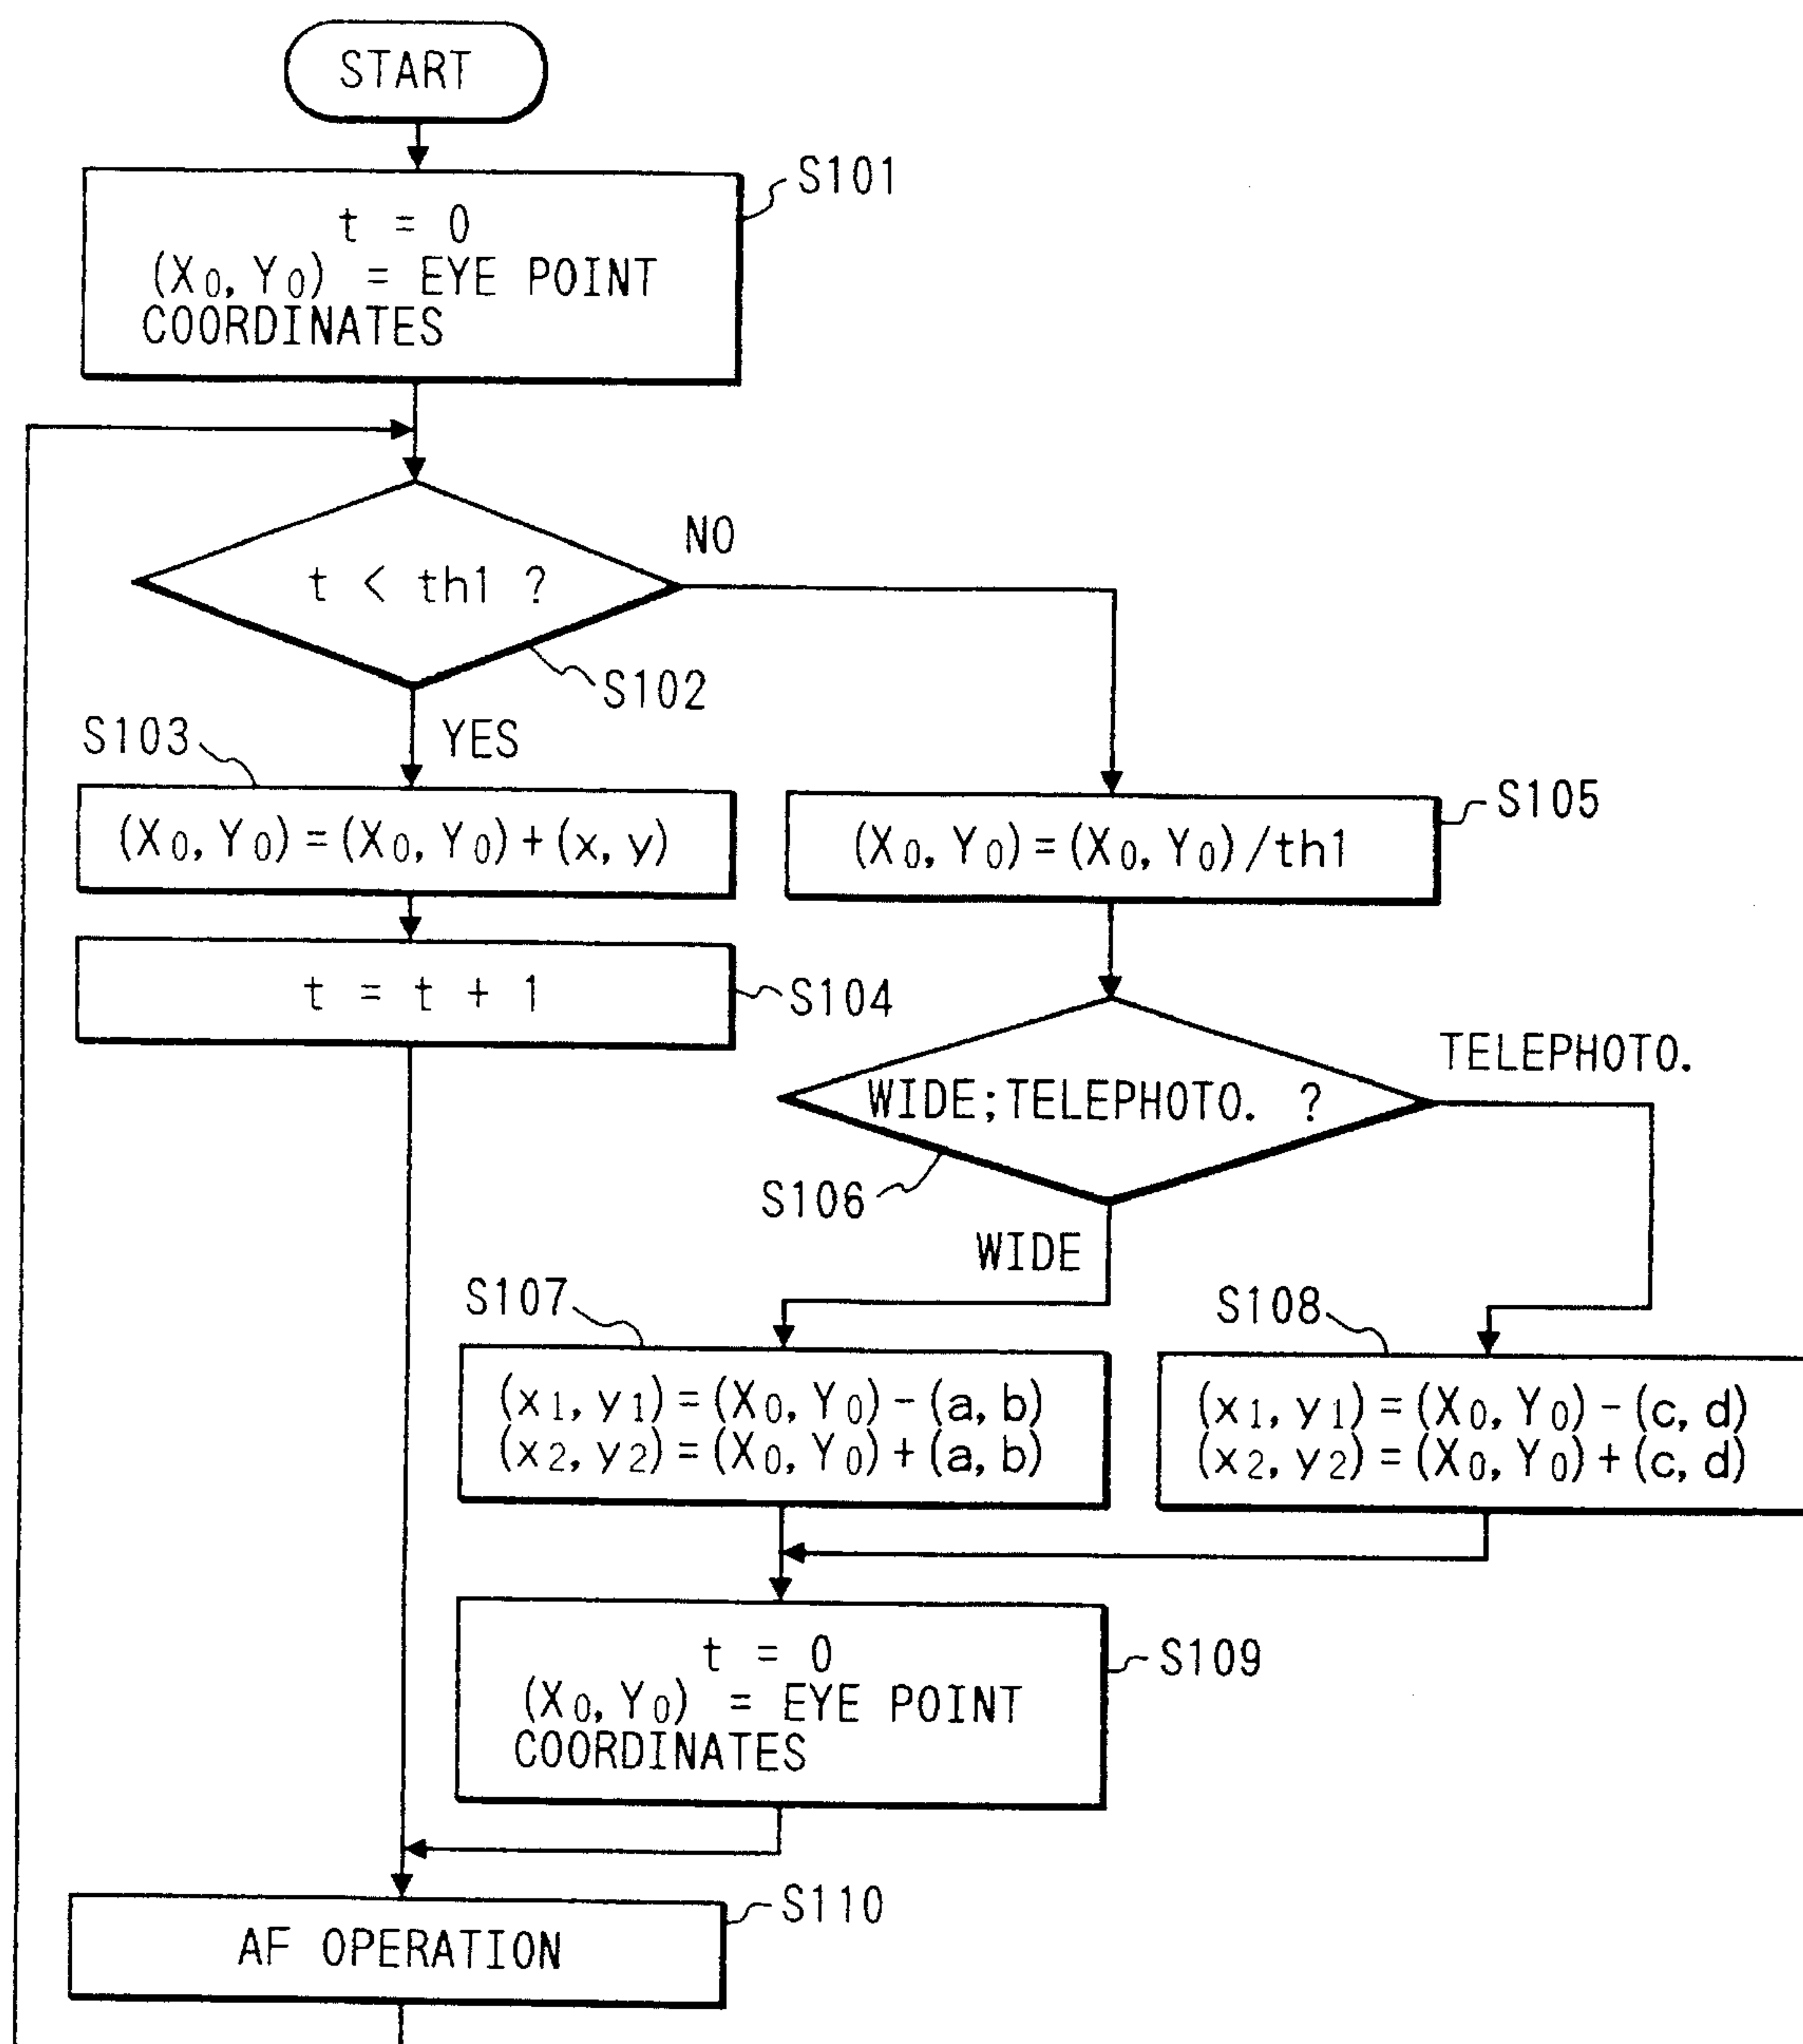 START
S101
t = 0
(X0, Y0) = EYE POINT
COORDINATES
NO
t < th1 ?
S102
YES
S103
(X0, Y0) = (X0, Y0) + (x, y)
S105
(X0, Y0) = (X0, Y0) / th1
t = t + 1
S104
TELEPHOTO.
WIDE;TELEPHOTO. ?
S106
WIDE
S107
(x1, y1) = (X0, Y0) - (a, b)
(x2, y2) = (X0, Y0) + (a, b)
S108
(x1, y1) = (X0, Y0) - (c, d)
(x2, y2) = (X0, Y0) + (c, d)
t = 0
(X0, Y0) = EYE POINT
COORDINATES
S109
S110
AF OPERATION